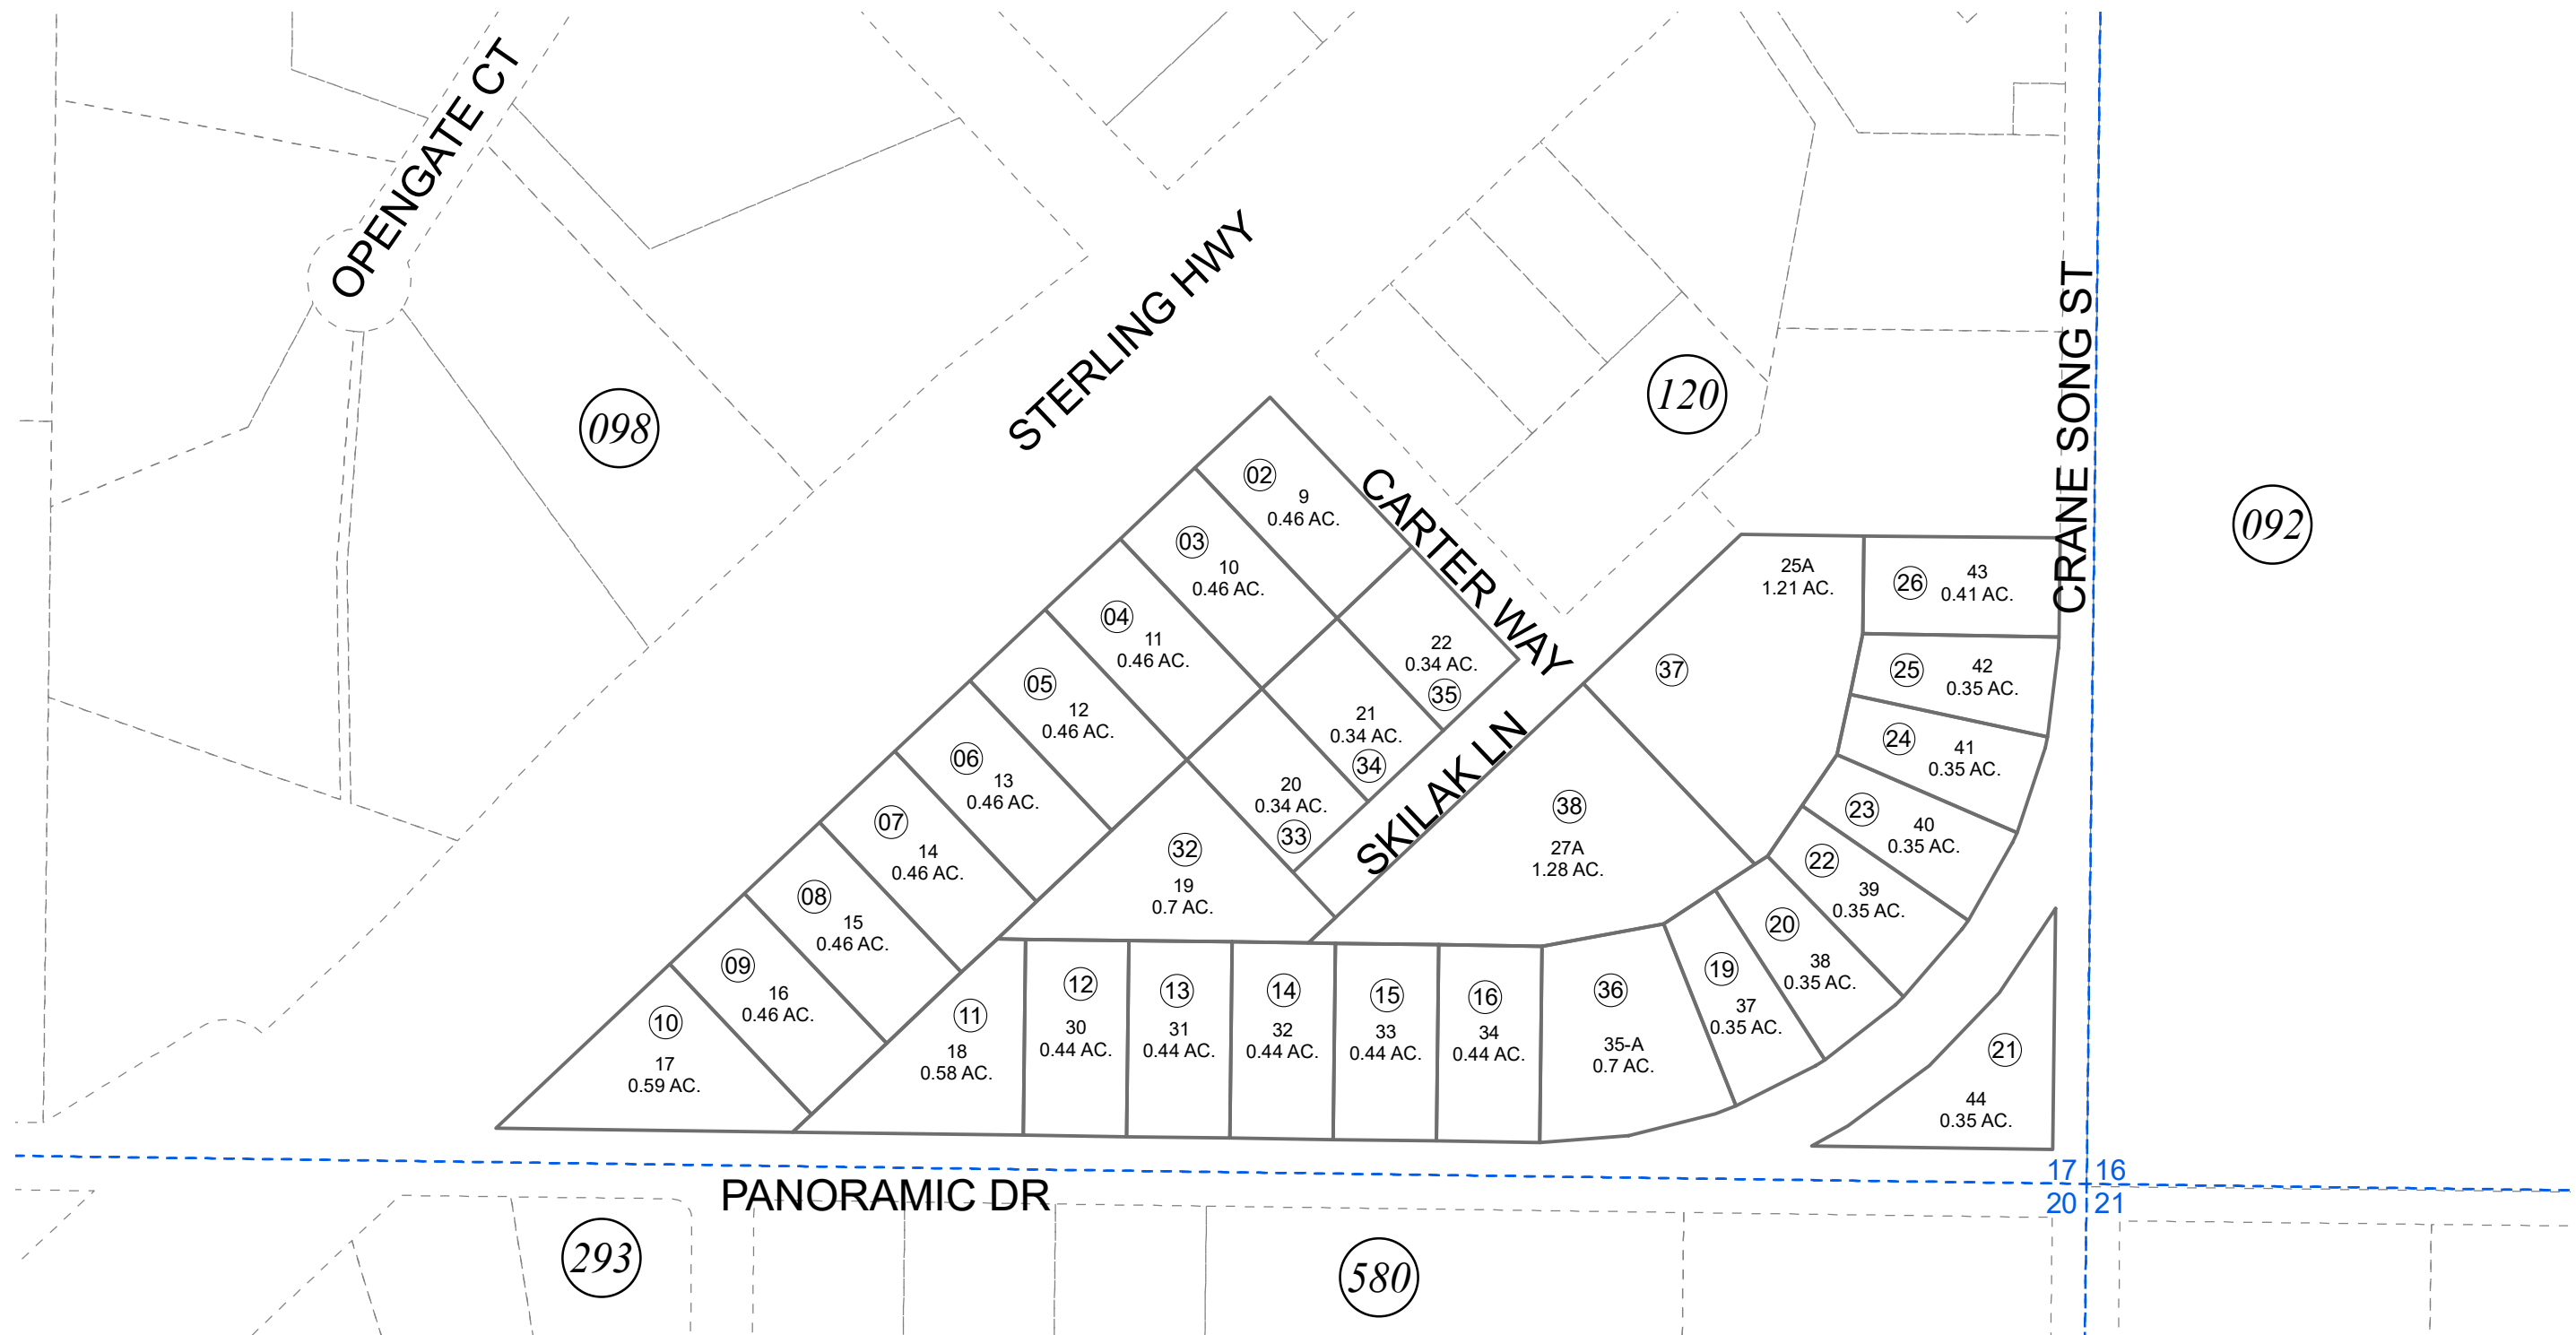 OPENGATE CT
STERLING HWY
CRANE SONG ST
098
120
092
CARTER WAY
SKILAK LN
02
9
0.46 AC.
03
10
0.46 AC.
04
11
0.46 AC.
05
12
0.46 AC.
06
13
0.46 AC.
07
14
0.46 AC.
08
15
0.46 AC.
09
16
0.46 AC.
10
17
0.59 AC.
22
0.34 AC.
35
21
0.34 AC.
34
20
0.34 AC.
33
32
19
0.7 AC.
25A
1.21 AC.
37
38
27A
1.28 AC.
26
43
0.41 AC.
25
42
0.35 AC.
24
41
0.35 AC.
23
40
0.35 AC.
22
39
0.35 AC.
20
38
0.35 AC.
19
37
0.35 AC.
36
35-A
0.7 AC.
16
34
0.44 AC.
15
33
0.44 AC.
14
32
0.44 AC.
13
31
0.44 AC.
12
30
0.44 AC.
11
18
0.58 AC.
21
44
0.35 AC.
17 16
20 21
PANORAMIC DR
293
580